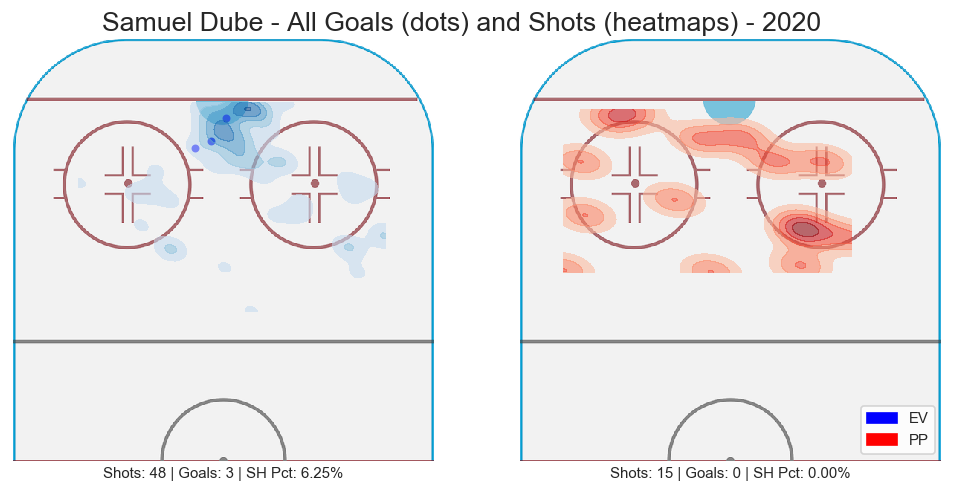 Samuel Dube - All Goals (dots) and Shots (heatmaps) - 2020
EV
PP
Shots: 48 | Goals: 3 | SH Pct: 6.25%
Shots: 15 | Goals: 0 | SH Pct: 0.00%